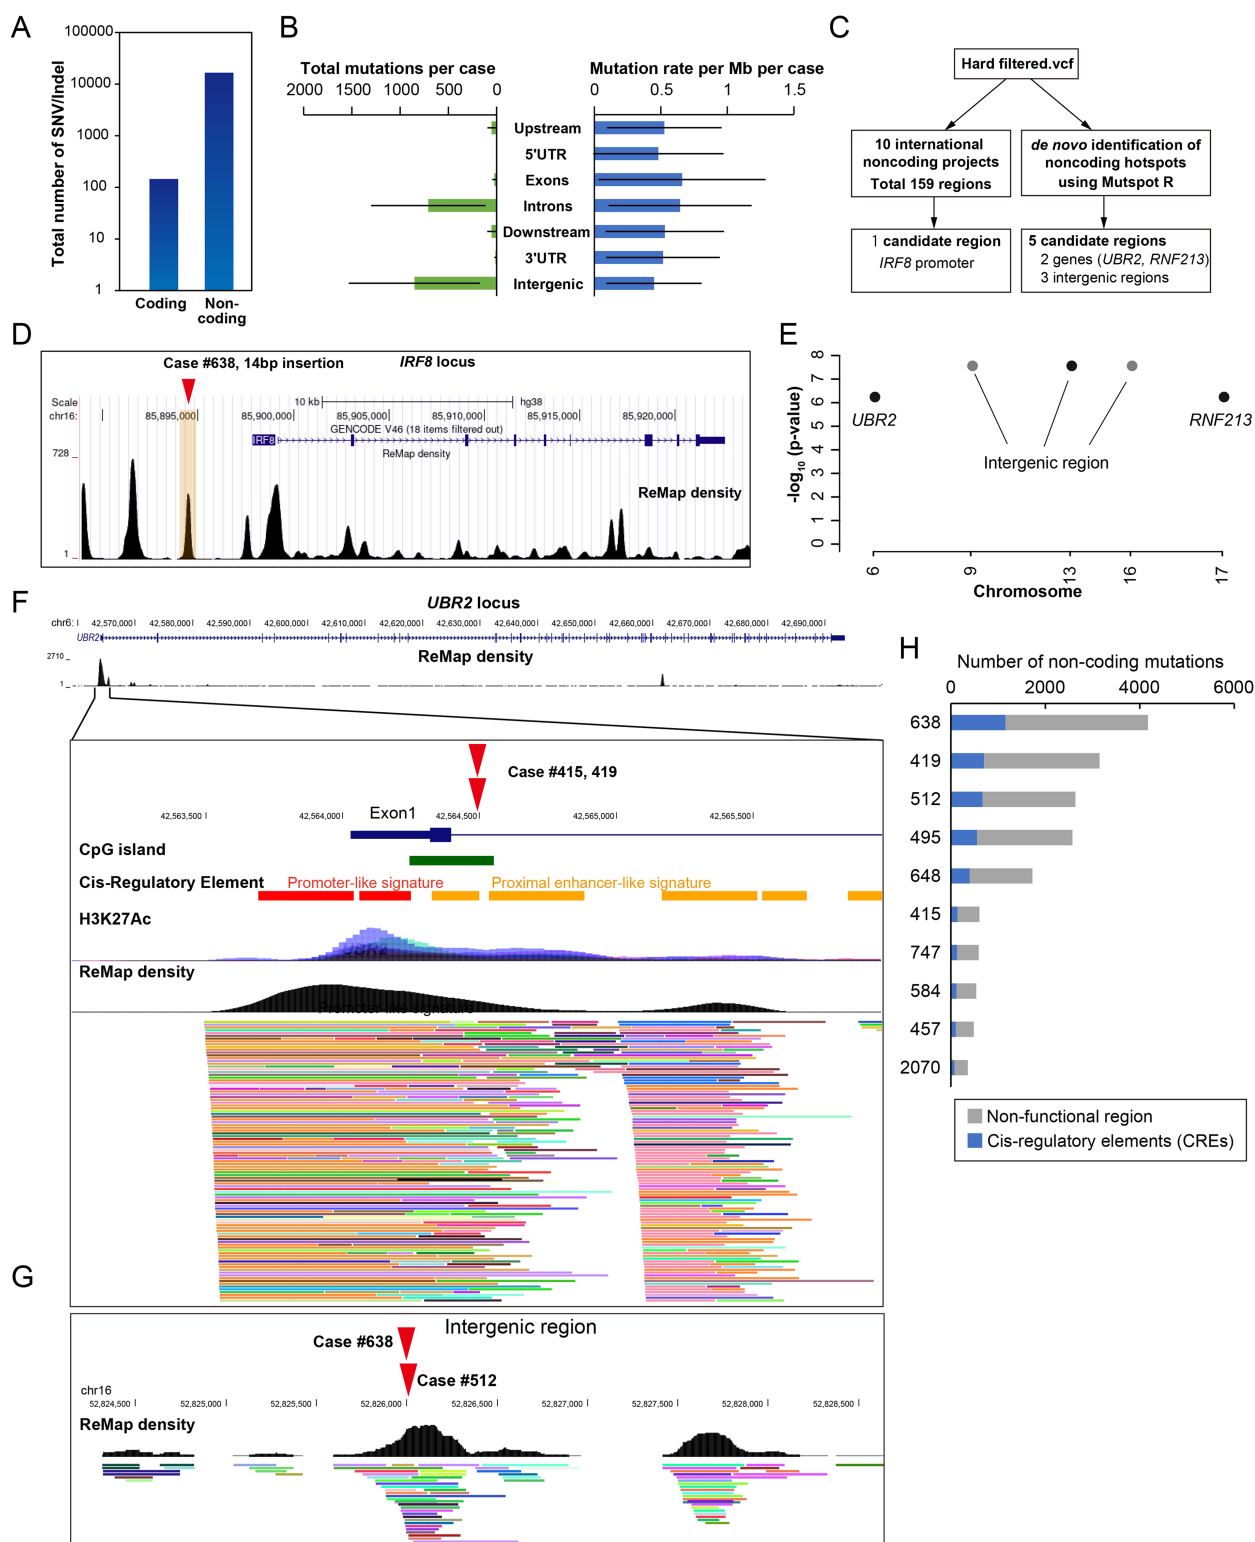 A
100000
10000
1000
100
10
1
Total number of SNV/Indel
Coding
Non-
coding
B
Total mutations per case
2000 1500 1000 500 0
Mutation rate per Mb per case
0 0.5 1 1.5
Upstream
5'UTR
Exons
Introns
Downstream
3'UTR
Intergenic
C
Hard filtered.vcf
10 international
noncoding projects
Total 159 regions
de novo identification of
noncoding hotspots
using Mutspot R
1 candidate region
IRF8 promoter
5 candidate regions
2 genes (UBR2, RNF213)
3 intergenic regions
D
Case #638, 14bp insertion
IRF8 locus
Scale
10 kb
hg38
chr16:
85,895,000 85,900,000 85,905,000 85,910,000 85,915,000 85,920,000
GENCODE V46 (18 items filtered out)
IRF8
ReMap density
728
ReMap density
1
E
8
7
6
5
4
3
2
1
0
-log10 (p-value)
UBR2
RNF213
Intergenic region
6 9 13 16 17
Chromosome
F
UBR2 locus
chr6:
42,570,000 42,580,000 42,590,000 42,600,000 42,610,000 42,620,000 42,630,000 42,640,000 42,650,000 42,660,000 42,670,000 42,680,000 42,690,000
UBR2
2710
1
ReMap density
Case #415, 419
42,563,500 42,564,000 42,564,500 42,565,000 42,565,500
Exon1
CpG island
Cis-Regulatory Element
Promoter-like signature
Proximal enhancer-like signature
H3K27Ac
UBR2
ReMap density
Promoter-like signature
G
Intergenic region
Case #638
Case #512
chr16
52,824,500 52,825,000 52,825,500 52,826,000 52,826,500 52,827,000 52,827,500 52,828,000 52,828,500
ReMap density
H
Number of non-coding mutations
0 2000 4000 6000
638
419
512
495
648
415
747
584
457
2070
Non-functional region
Cis-regulatory elements (CREs)